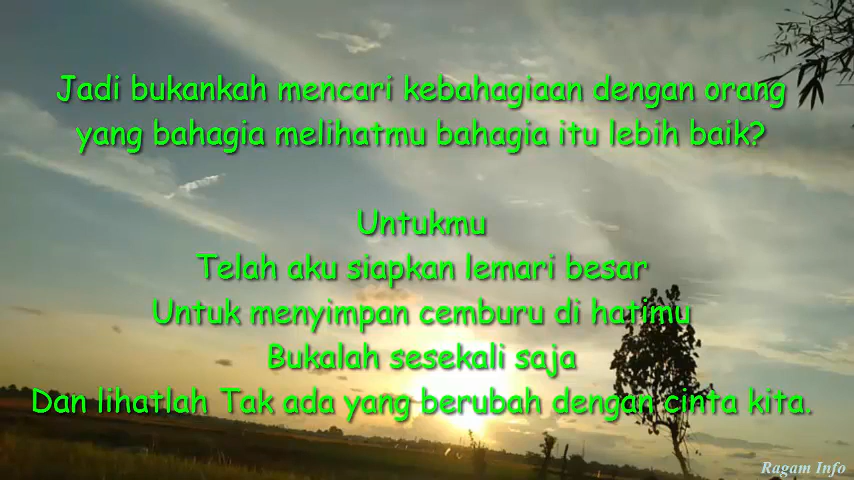 Jadi bukankah mencari kebahagiaan dengan orang
yang bahagia melihatmu bahagia itu lebih baik?
Untukmu
Telah aku siapkan lemari besar
Untuk menyimpan cemburu di hatimu
Bukalah sesekali saja
Dan lihatlah Tak ada yang berubah dengan cinta kita.
Ragam Info